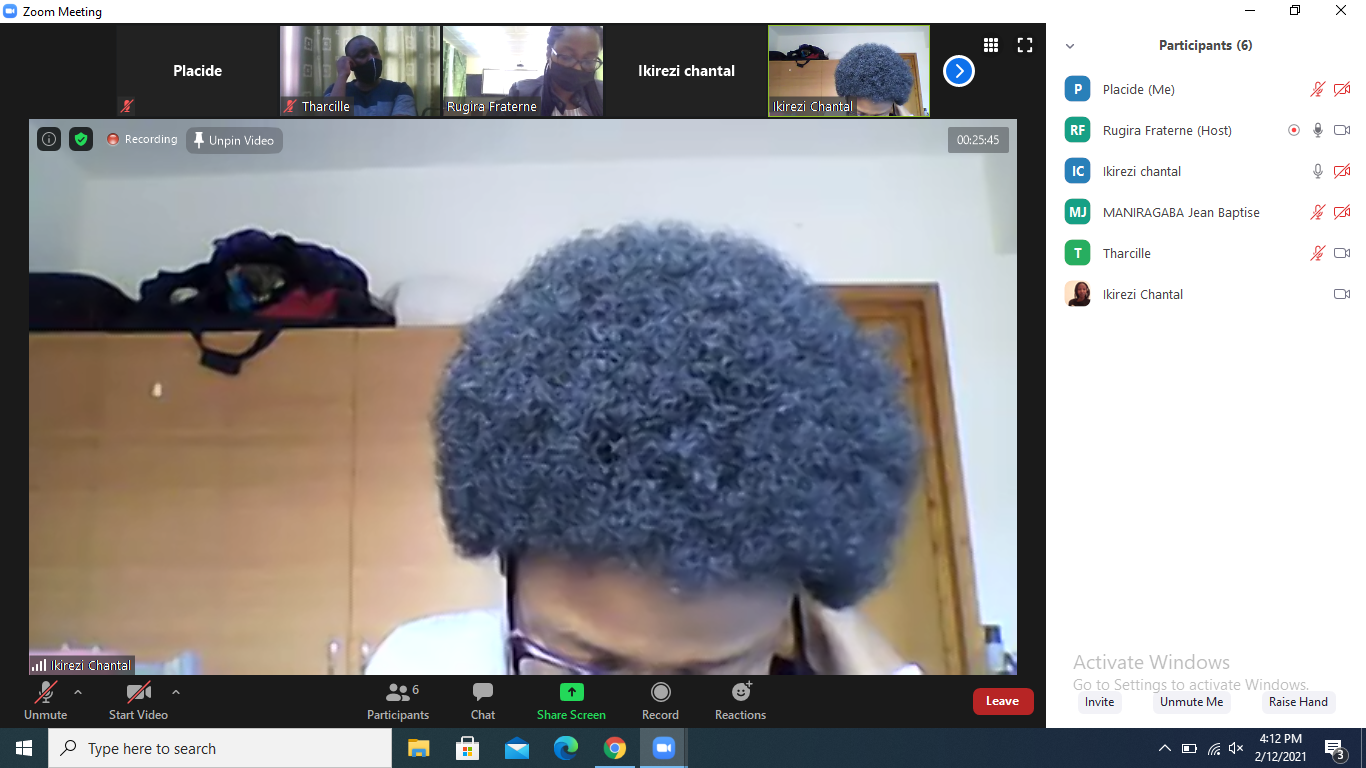 Zoom Meeting
Placide
Tharcille
Rugira Fraterne
Ikirezi chantal
Ikirezi Chantal
Recording
Unpin Video
00:25:45
Ikirezi Chantal
Participants (6)
P
Placide (Me)
RF
Rugira Fraterne (Host)
IC
Ikirezi chantal
MJ
MANIRAGABA Jean Baptise
T
Tharcille
Ikirezi Chantal
Activate Windows
Go to Settings to activate Windows.
Invite
Unmute Me
Raise Hand
Unmute
Start Video
6
Participants
Chat
Share Screen
Record
Reactions
Leave
Type here to search
4:12 PM
2/12/2021
3